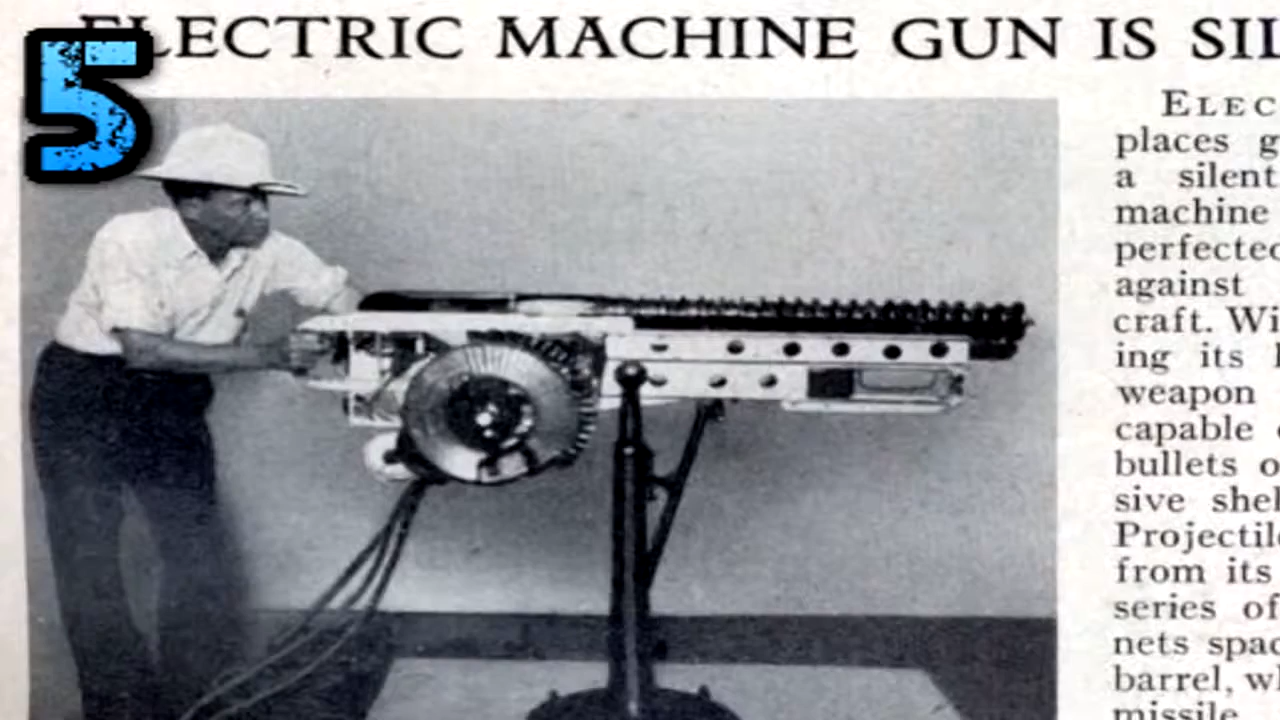 5
ELECTRIC MACHINE GUN IS SIL
ELEC
places g
a silent
machine
perfected
against
craft. Wi
ing its
weapon
capable
bullets o
sive shel
Projectile
from its
series of
nets spac
barrel, wh
missile